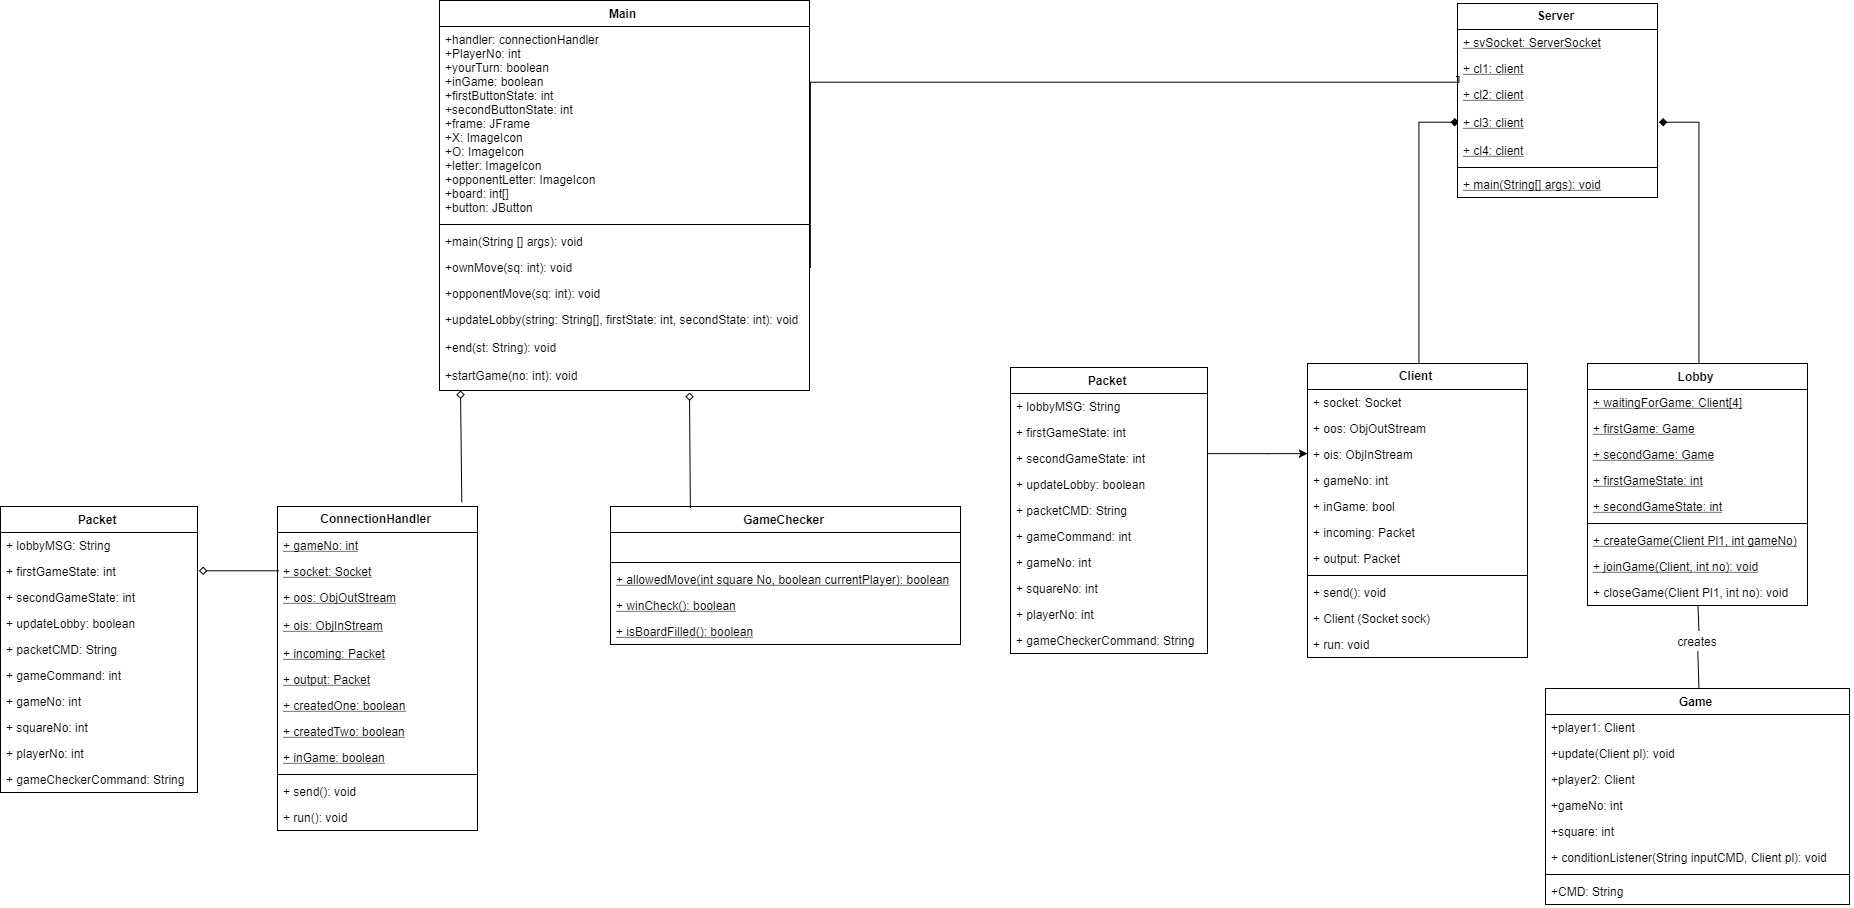 Main
+handler: connectionHandler
+PlayerNo: int
+yourTurn: boolean
+inGame: boolean
+firstButtonState: int
+secondButtonState: int
+frame: JFrame
+X: ImageIcon
+O: ImageIcon
+letter: ImageIcon
+opponentLetter: ImageIcon
+board: int[]
+button: JButton
+main(String [] args): void
+ownMove(sq: int): void
+opponentMove(sq: int): void
+updateLobby(string: String[], firstState: int, secondState: int): void
+end(st: String): void
+startGame(no: int): void
Server
+ svSocket: ServerSocket
+ cl1: client
+ cl2: client
+ cl3: client
+ cl4: client
+ main(String[] args): void
Packet
+ lobbyMSG: String
+ firstGameState: int
+ secondGameState: int
+ updateLobby: boolean
+ packetCMD: String
+ gameCommand: int
+ gameNo: int
+ squareNo: int
+ playerNo: int
+ gameCheckerCommand: String
ConnectionHandler
+ gameNo: int
+ socket: Socket
+ oos: ObjOutStream
+ ois: ObjInStream
+ incoming: Packet
+ output: Packet
+ createdOne: boolean
+ createdTwo: boolean
+ inGame: boolean
+ send(): void
+ run(): void
GameChecker
+ allowedMove(int square No, boolean currentPlayer): boolean
+ winCheck(): boolean
+ isBoardFilled(): boolean
Packet
+ lobbyMSG: String
+ firstGameState: int
+ secondGameState: int
+ updateLobby: boolean
+ packetCMD: String
+ gameCommand: int
+ gameNo: int
+ squareNo: int
+ playerNo: int
+ gameCheckerCommand: String
Client
+ socket: Socket
+ oos: ObjOutStream
+ ois: ObjInStream
+ gameNo: int
+ inGame: bool
+ incoming: Packet
+ output: Packet
+ send(): void
+ Client (Socket sock)
+ run: void
Lobby
+ waitingForGame: Client[4]
+ firstGame: Game
+ secondGame: Game
+ firstGameState: int
+ secondGameState: int
+ createGame(Client Pl1, int gameNo)
+ joinGame(Client, int no): void
+ closeGame(Client Pl1, int no): void
creates
Game
+player1: Client
+update(Client pl): void
+player2: Client
+gameNo: int
+square: int
+ conditionListener(String inputCMD, Client pl): void
+CMD: String